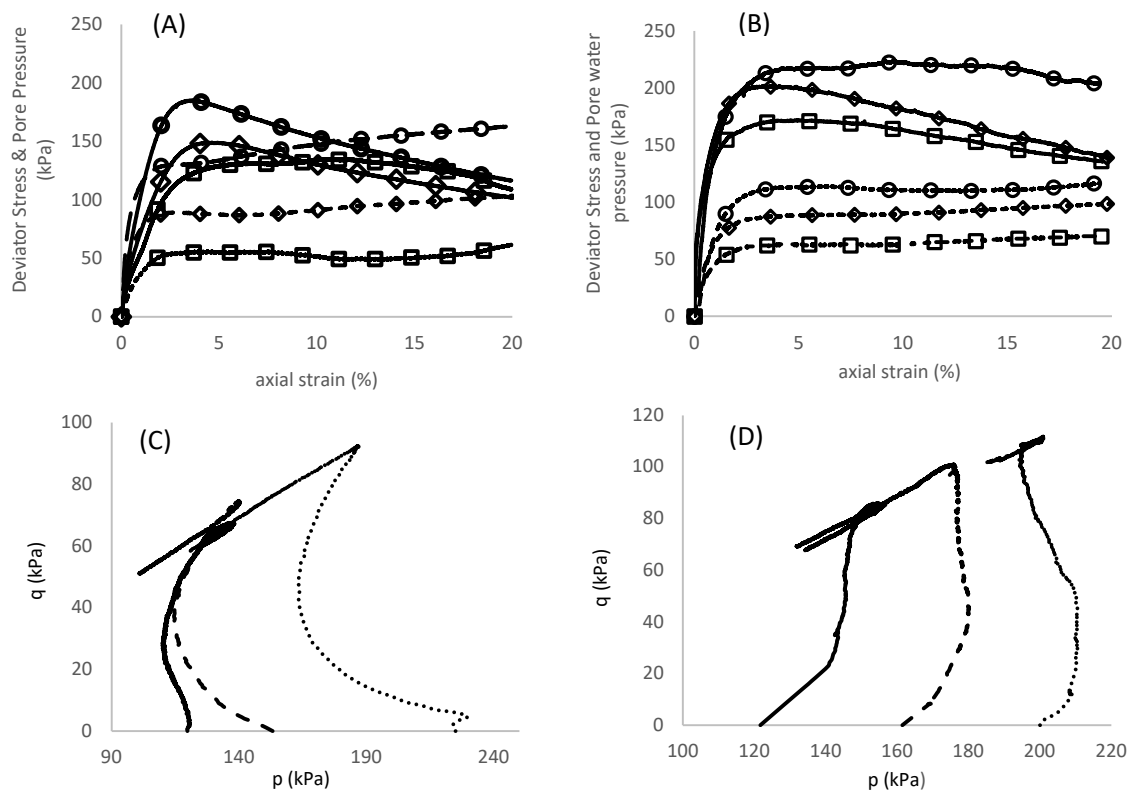 (A)
Deviator Stress & Pore Pressure
(kPa)
250
200
150
100
50
0
0 5 10 15 20
axial strain (%)
(B)
Deviator Stress and Pore water
pressure (kPa)
250
200
150
100
50
0
0 5 10 15 20
axial strain (%)
(C)
q (kPa)
100
80
60
40
20
0
90 140 190 240
p (kPa)
(D)
q (kPa)
120
100
80
60
40
20
0
100 120 140 160 180 200 220
p (kPa)